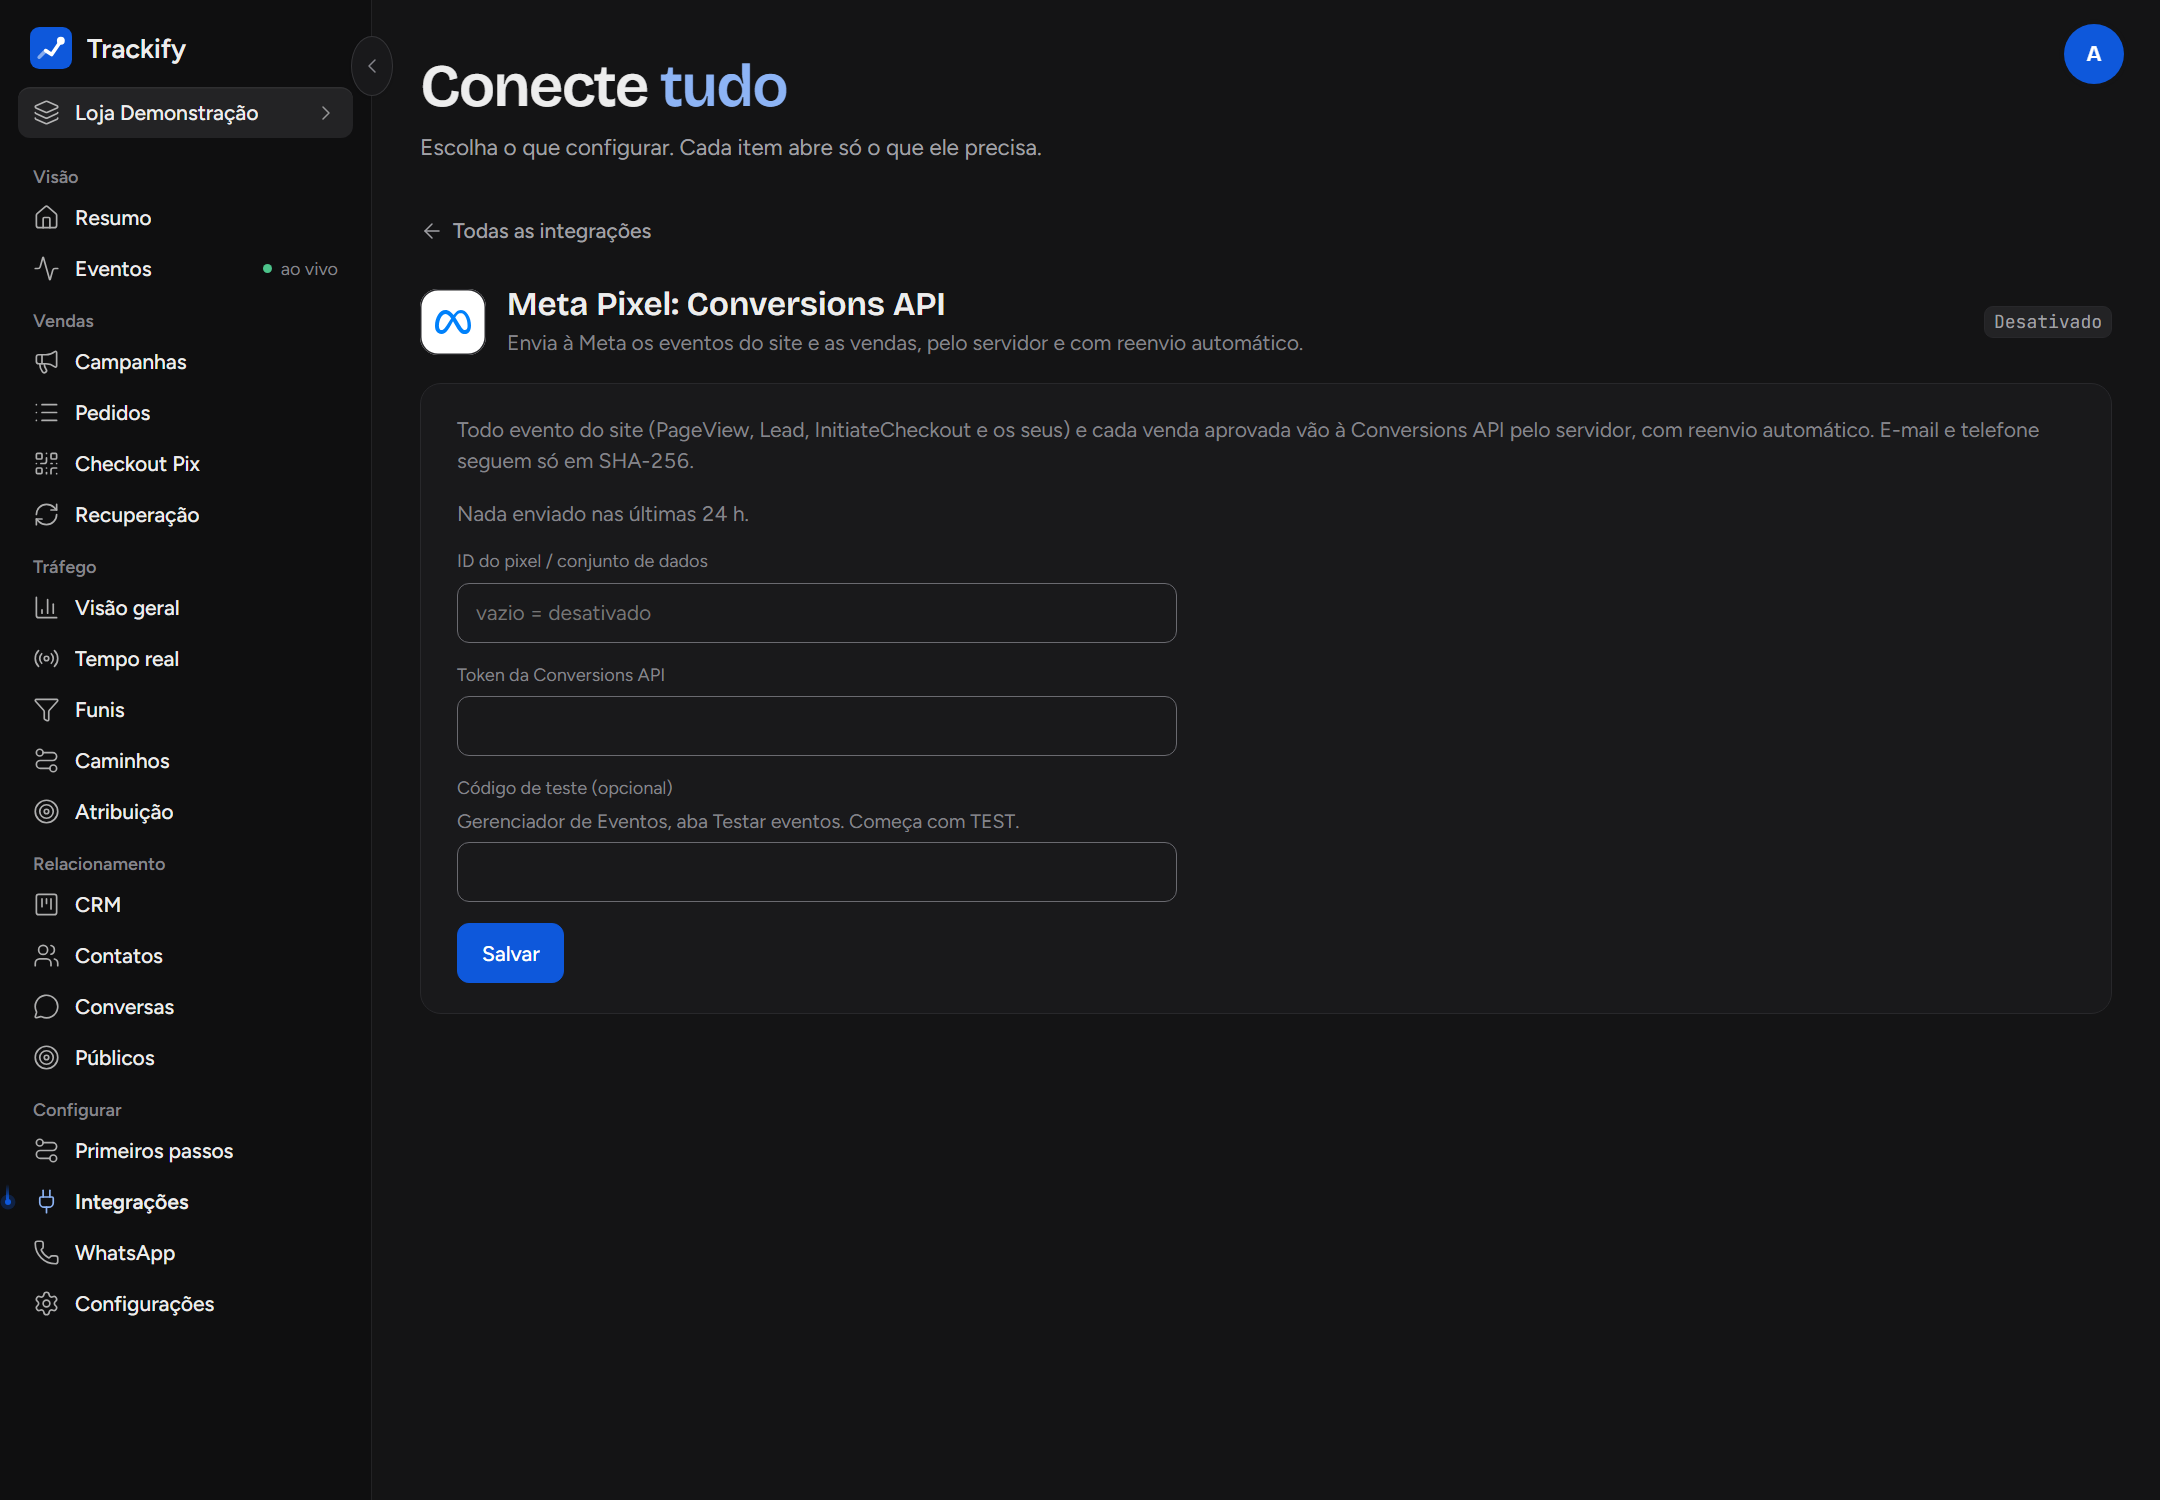 Trackify
Loja Demonstração
Visão
Resumo
Eventos
ao vivo
Vendas
Campanhas
Pedidos
Checkout Pix
Recuperação
Tráfego
Visão geral
Tempo real
Funis
Caminhos
Atribuição
Relacionamento
CRM
Contatos
Conversas
Públicos
Configurar
Primeiros passos
Integrações
WhatsApp
Configurações
A
Conecte tudo
Escolha o que configurar. Cada item abre só o que ele precisa.
Todas as integrações
Meta Pixel: Conversions API
Envia à Meta os eventos do site e as vendas, pelo servidor e com reenvio automático.
Desativado
Todo evento do site (PageView, Lead, InitiateCheckout e os seus) e cada venda aprovada vão à Conversions API pelo servidor, com reenvio automático. E-mail e telefone
seguem só em SHA-256.
Nada enviado nas últimas 24 h.
ID do pixel / conjunto de dados
vazio = desativado
Token da Conversions API
Código de teste (opcional)
Gerenciador de Eventos, aba Testar eventos. Começa com TEST.
Salvar